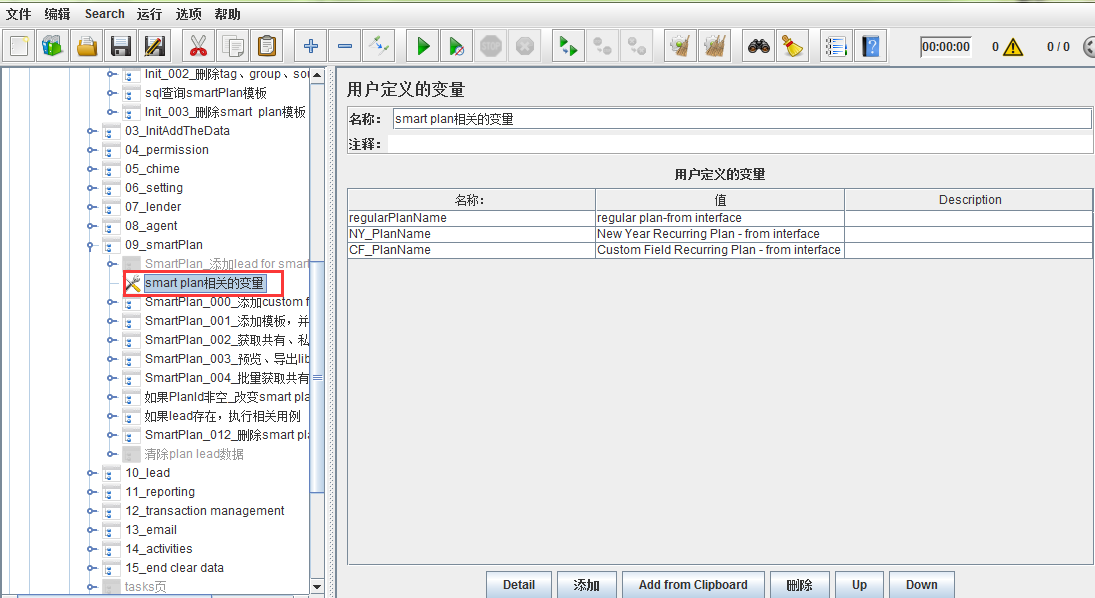 文件 编辑 Search 运行 选项 帮助
STOP 00:00:00 0 0 / 0
Init_002_删除tag、group、sou
sql查询smartPlan模板
Init_003_删除smart plan模板
03_InitAddTheData
04_permission
05_chime
06_setting
07_lender
08_agent
09_smartPlan
SmartPlan_添加lead for smart
smart plan相关的变量
SmartPlan_000_添加custom f
SmartPlan_001_添加模板，并
SmartPlan_002_获取共有、私
SmartPlan_003_预览、导出lib
SmartPlan_004_批量获取共有
如果PlanId非空_改变smart pla
如果lead存在，执行相关用例
SmartPlan_012_删除smart pla
清除plan lead数据
10_lead
11_reporting
12_transaction management
13_email
14_activities
15_end clear data
tasks页
用户定义的变量
名称： smart plan相关的变量
注释：
用户定义的变量
名称: 值 Description
regularPlanName regular plan-from interface
NY_PlanName New Year Recurring Plan - from interface
CF_PlanName Custom Field Recurring Plan - from interface
Detail 添加 Add from Clipboard 删除 Up Down